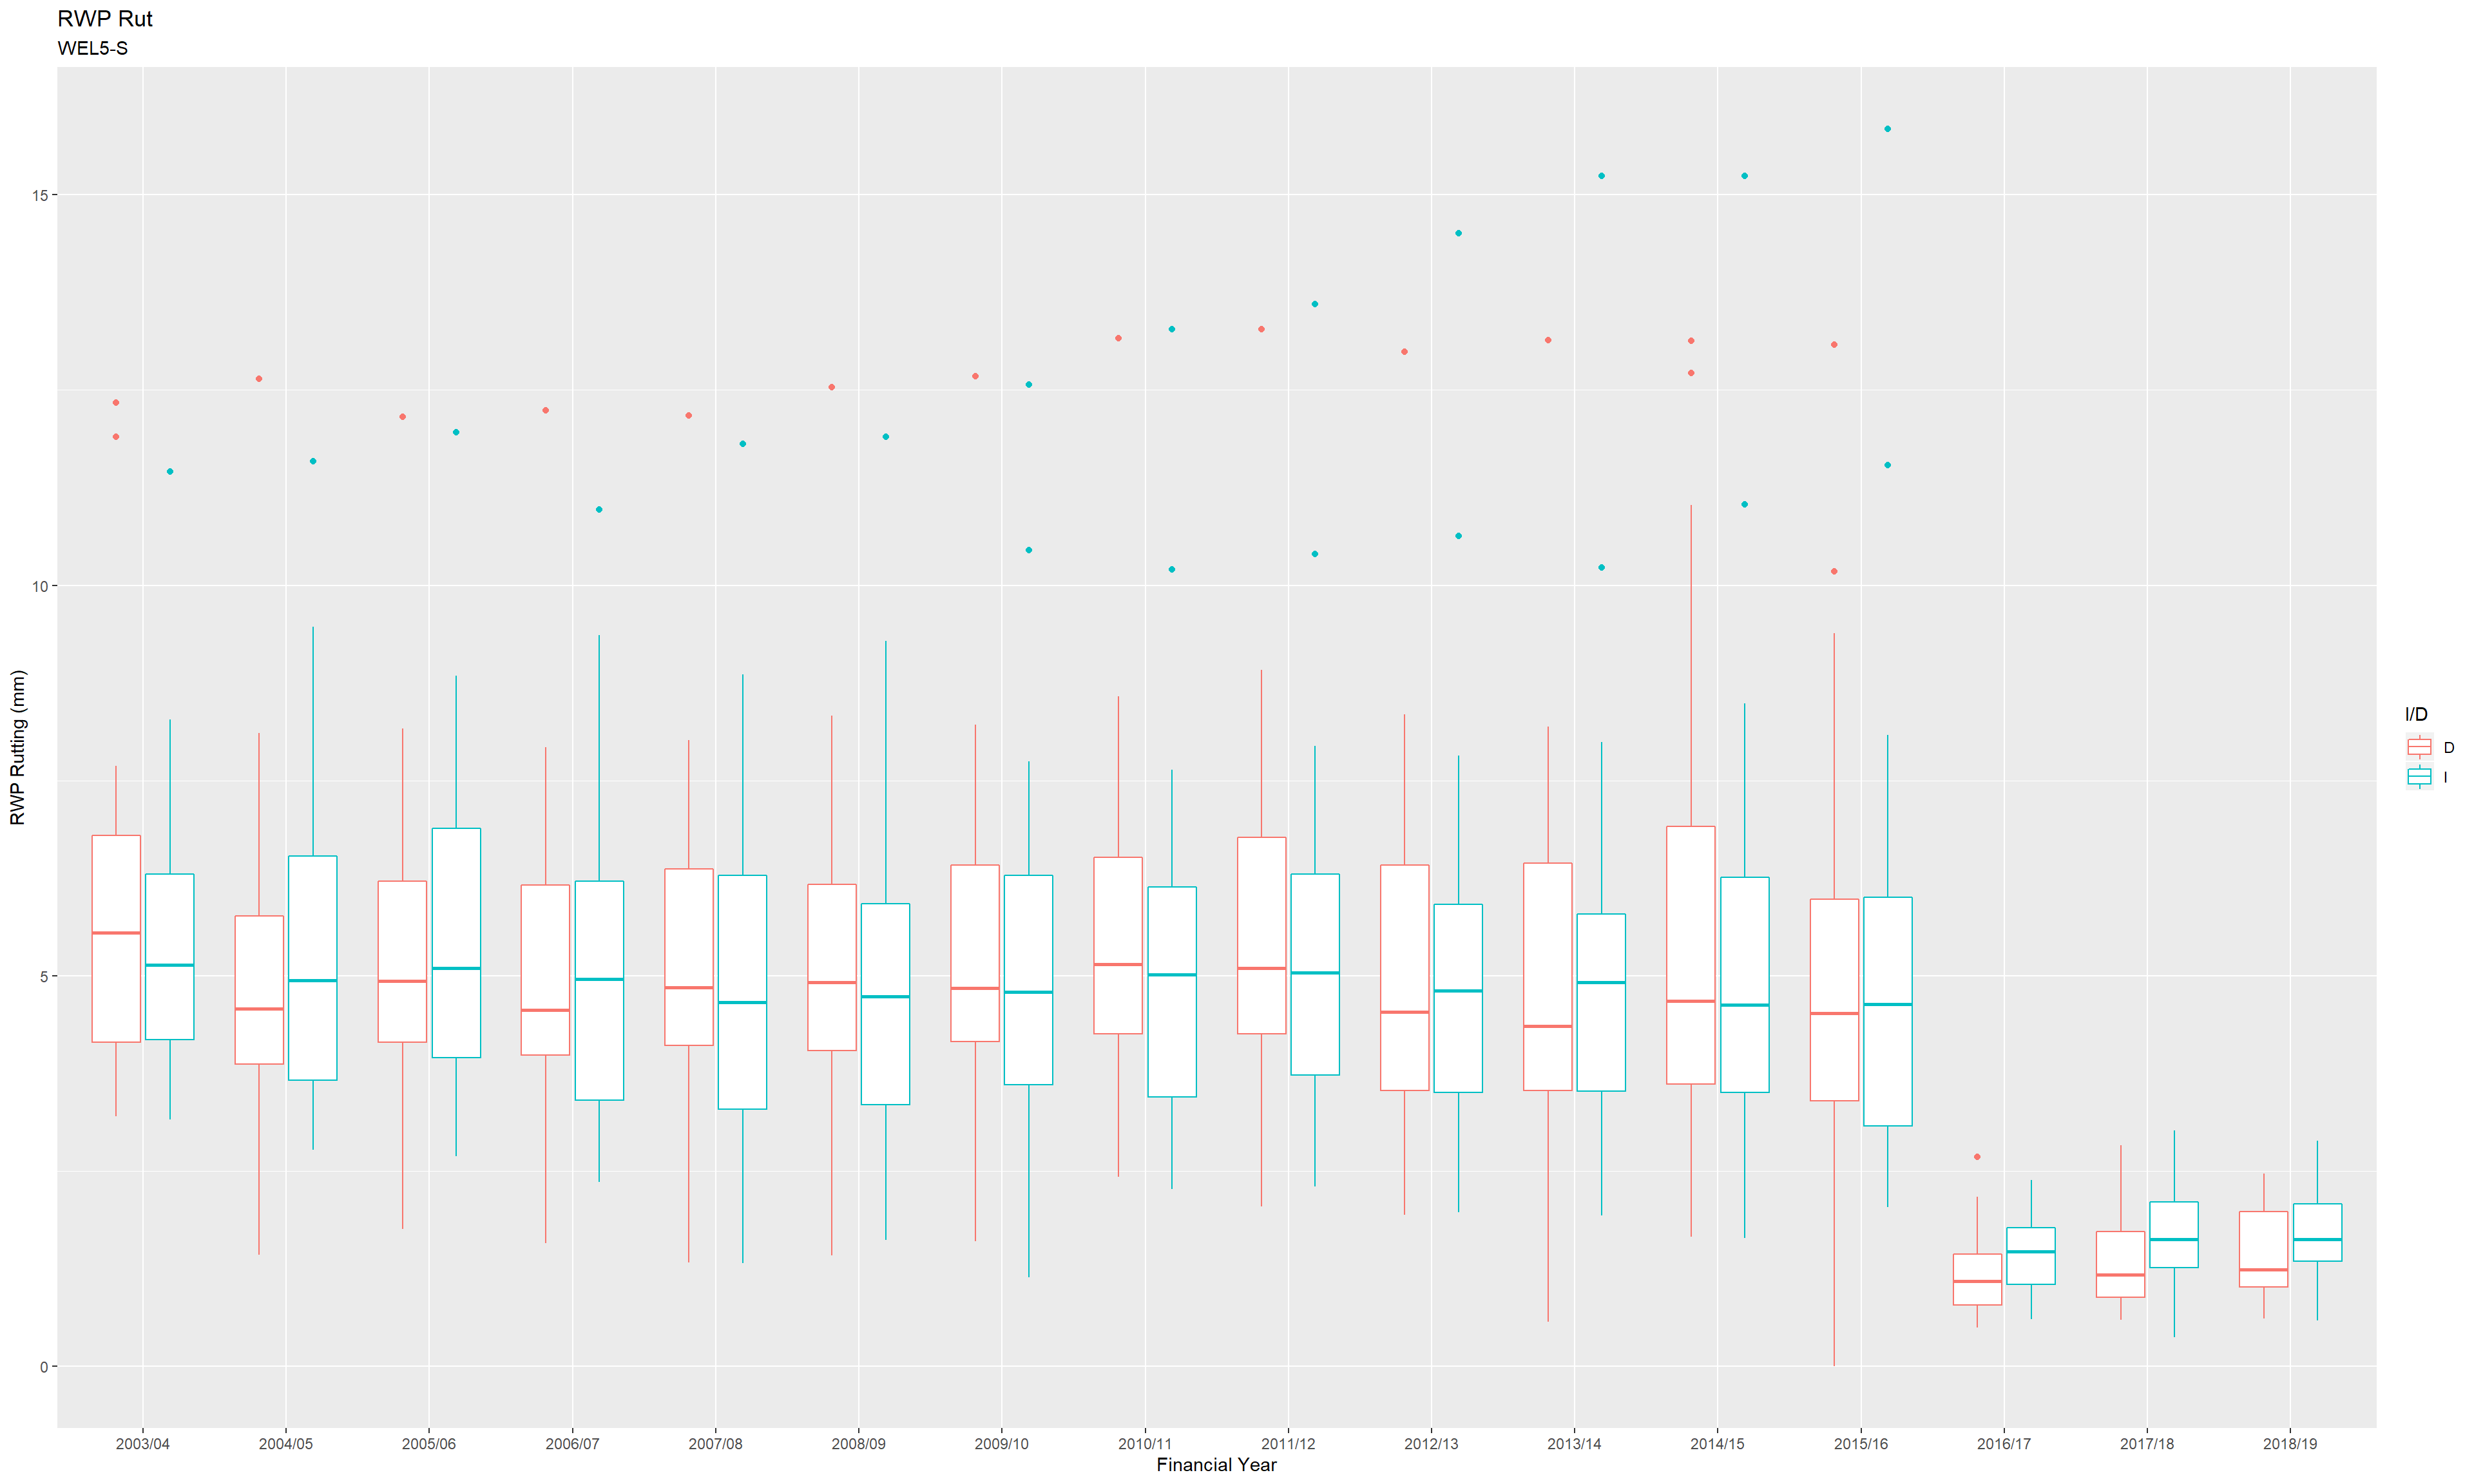 RWP Rut
WEL5-S
RWP Rutting (mm)
15
10
5
0
2003/04 2004/05 2005/06 2006/07 2007/08 2008/09 2009/10 2010/11 2011/12 2012/13 2013/14 2014/15 2015/16 2016/17 2017/18 2018/19
Financial Year
I/D
D
I